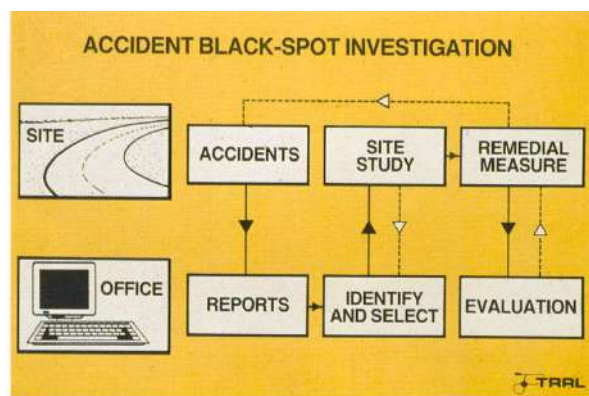 ACCIDENT BLACK-SPOT INVESTIGATION
SITE
ACCIDENTS
SITE
STUDY
REMEDIAL
MEASURE
OFFICE
REPORTS
IDENTIFY
AND SELECT
EVALUATION
TRRL